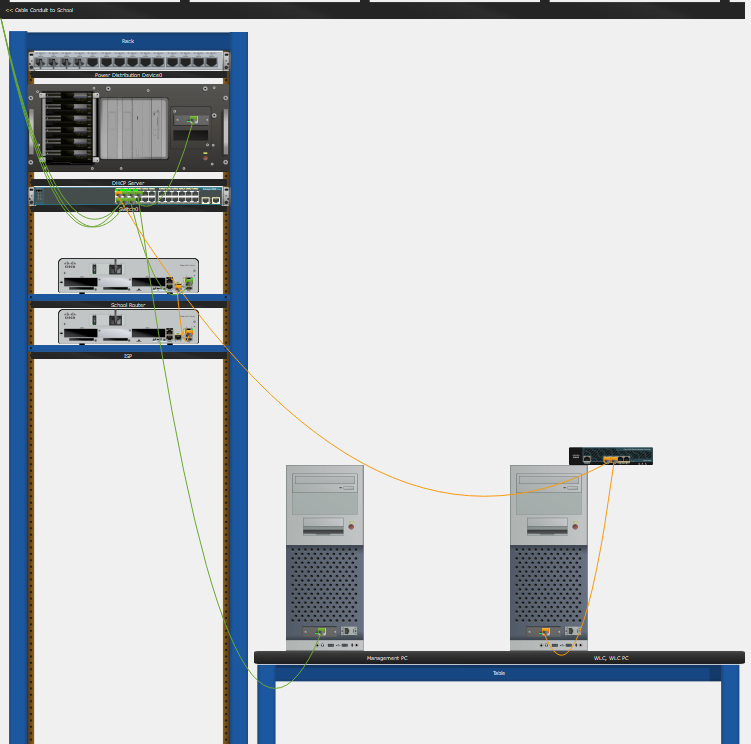 << Cable Conduit to School
Rack
Power Distribution Device0
DHCP Server
Switch0
School Router
ISP
Management PC
WLC, WLC PC
Table